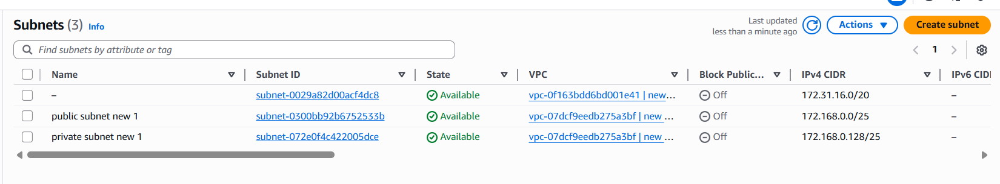 Subnets (3) Info
Last updated
less than a minute ago
Actions
Create subnet
Find subnets by attribute or tag
1
Name Subnet ID State VPC Block Public... IPv4 CIDR IPv6 CID
– subnet-0029a82d00acf4dc8 Available vpc-0f163bdd6bd001e41 | new... Off 172.31.16.0/20 –
public subnet new 1 subnet-0300bb92b6752533b Available vpc-07dcf9eedb275a3bf | new ... Off 172.168.0.0/25 –
private subnet new 1 subnet-072e0f4c422005dce Available vpc-07dcf9eedb275a3bf | new ... Off 172.168.0.128/25 –